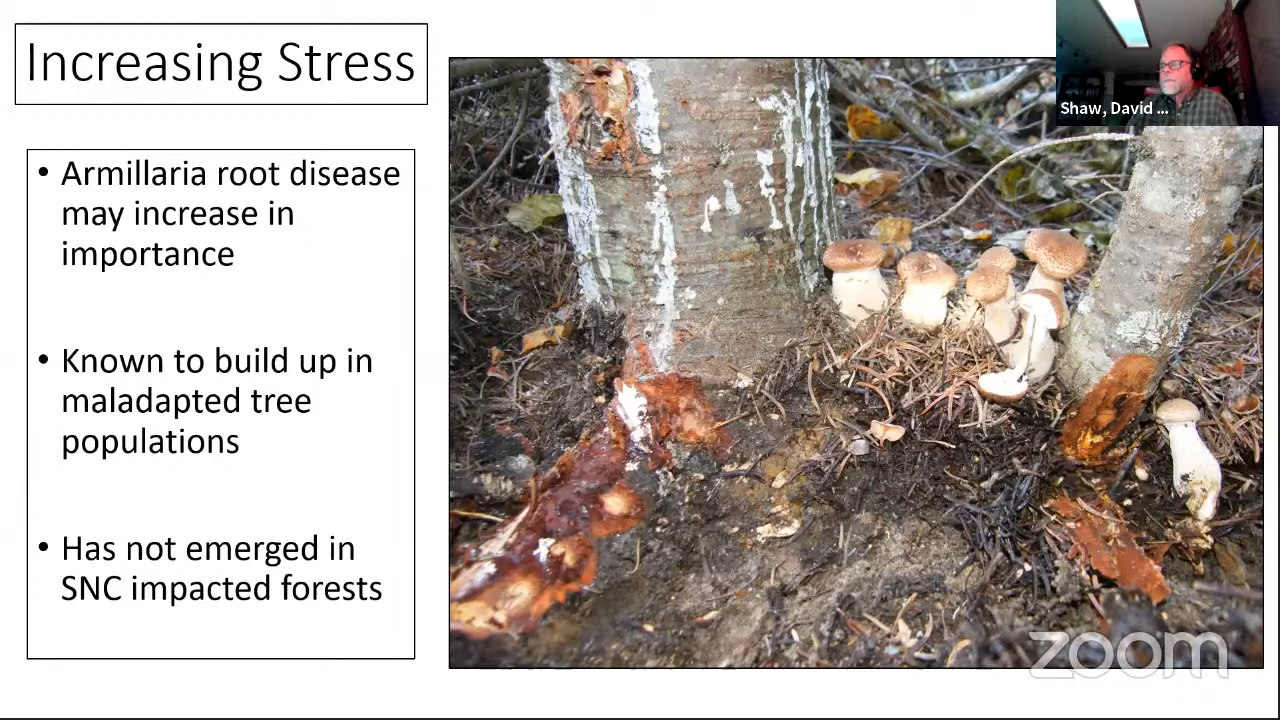 Increasing Stress
Shaw, David ...
• Armillaria root disease
may increase in
importance
• Known to build up in
maladapted tree
populations
• Has not emerged in
SNC impacted forests
zoom